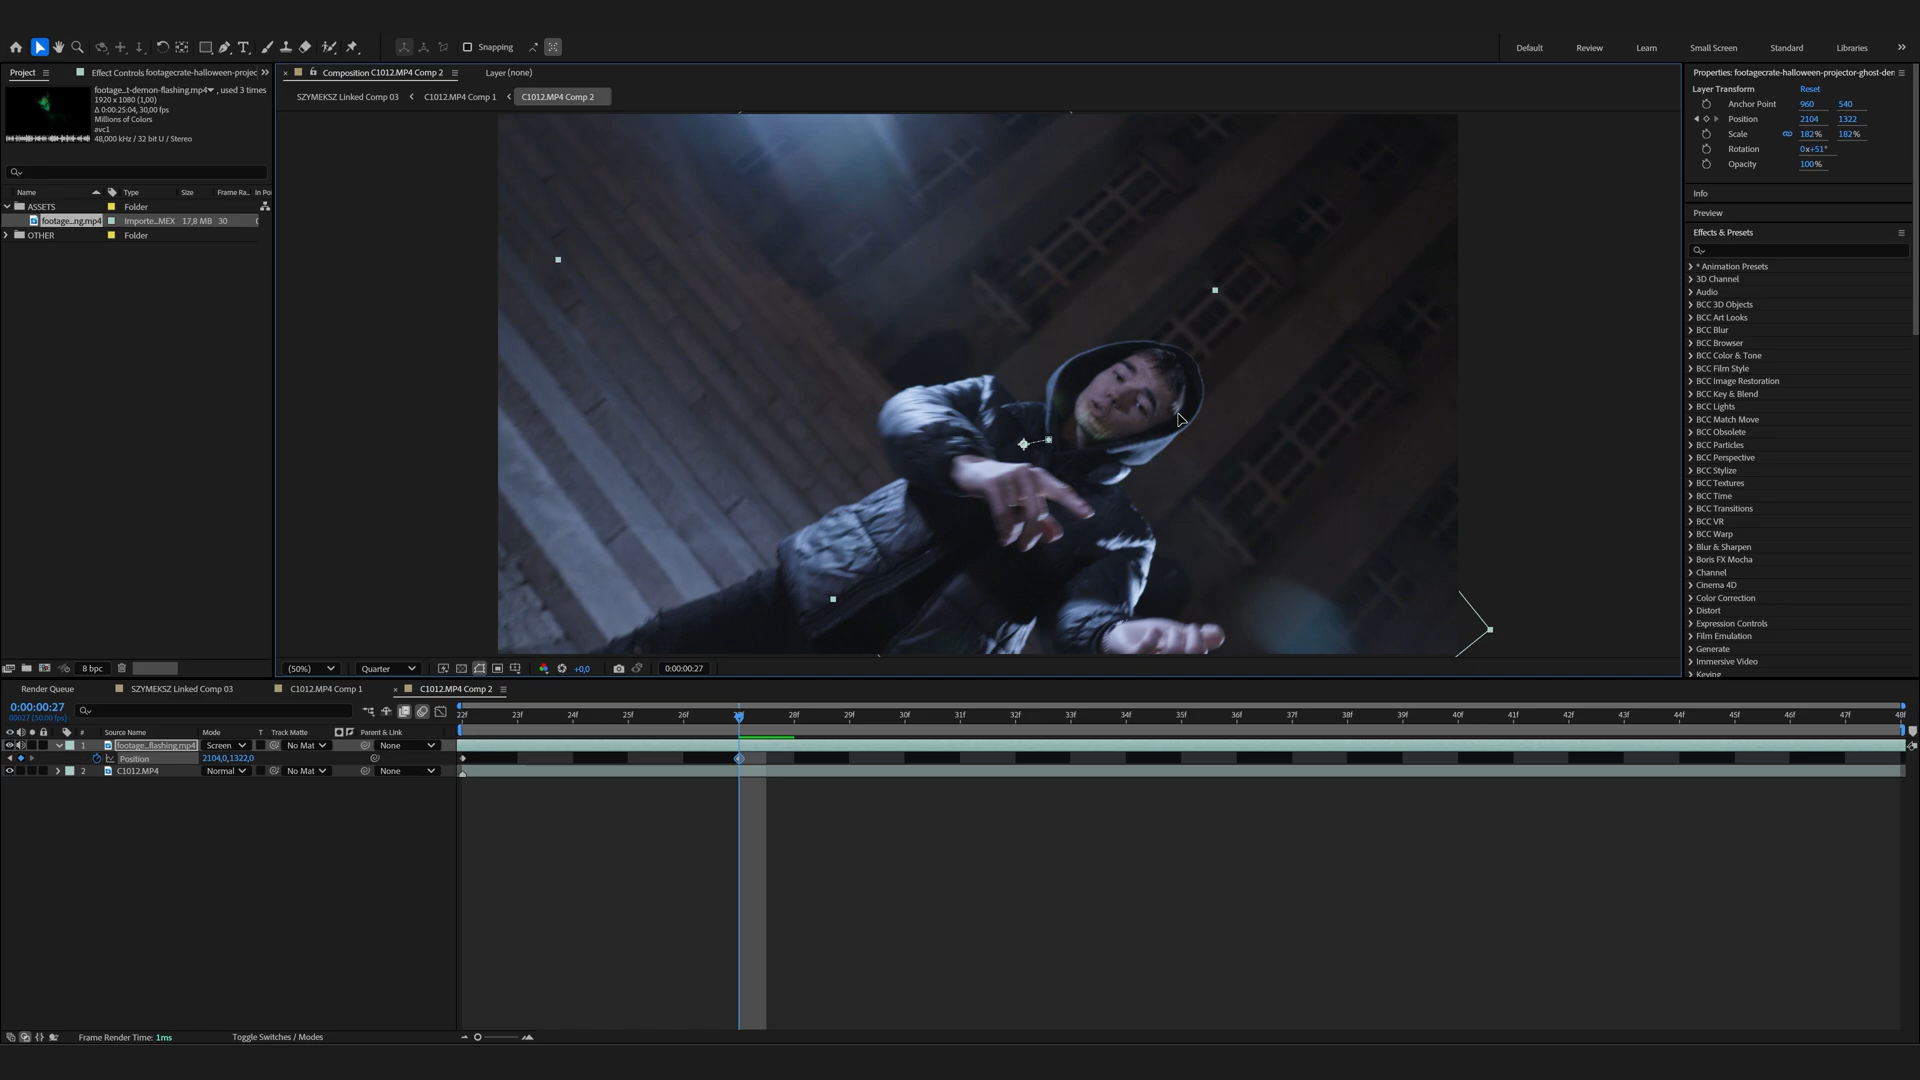 Snapping
Default
Review
Learn
Small Screen
Standard
Libraries
Project
Effect Controls footagecrate-halloween-projec
Composition C1012.MP4 Comp 2
Layer (none)
Properties: footagecrate-halloween-projector-ghost-den
footage...t-demon-flashing.mp4 , used 3 times
1920 x 1080 (1,00)
Δ 0:00:25:04, 30,00 fps
Millions of Colors
avc1
48,000 kHz / 32 bit U / Stereo
SZYMEKSZ Linked Comp 03
C1012.MP4 Comp 1
C1012.MP4 Comp 2
Layer Transform Reset
Anchor Point 960 540
Position 2104 1322
Scale 182% 182%
Rotation 0x+51°
Opacity 100%
Name Type Size Frame Ra... In Po
ASSETS Folder
footage...ng.mp4 Importe...MEX 17,8 MB 30
OTHER Folder
Info
Preview
Effects & Presets
* Animation Presets
3D Channel
Audio
BCC 3D Objects
BCC Art Looks
BCC Blur
BCC Browser
BCC Color & Tone
BCC Film Style
BCC Image Restoration
BCC Key & Blend
BCC Lights
BCC Match Move
BCC Obsolete
BCC Particles
BCC Perspective
BCC Stylize
BCC Textures
BCC Time
BCC Transitions
BCC VR
BCC Warp
Blur & Sharpen
Boris FX Mocha
Channel
Cinema 4D
Color Correction
Distort
Expression Controls
Film Emulation
Generate
Immersive Video
Keying
8 bpc
(50%) Quarter +0,0 0:00:00:27
Render Queue
SZYMEKSZ Linked Comp 03
C1012.MP4 Comp 1
C1012.MP4 Comp 2
0:00:00:27
00027 (50.00 fps)
22f 23f 24f 25f 26f 28f 29f 30f 31f 32f 33f 34f 35f 36f 37f 38f 39f 40f 41f 42f 43f 44f 45f 46f 47f 48f
# Source Name Mode T Track Matte Parent & Link
1 footage...flashing.mp4 Screen No Mat None
Position 2104,0,1322,0
2 C1012.MP4 Normal No Mat None
Frame Render Time: 1ms
Toggle Switches / Modes